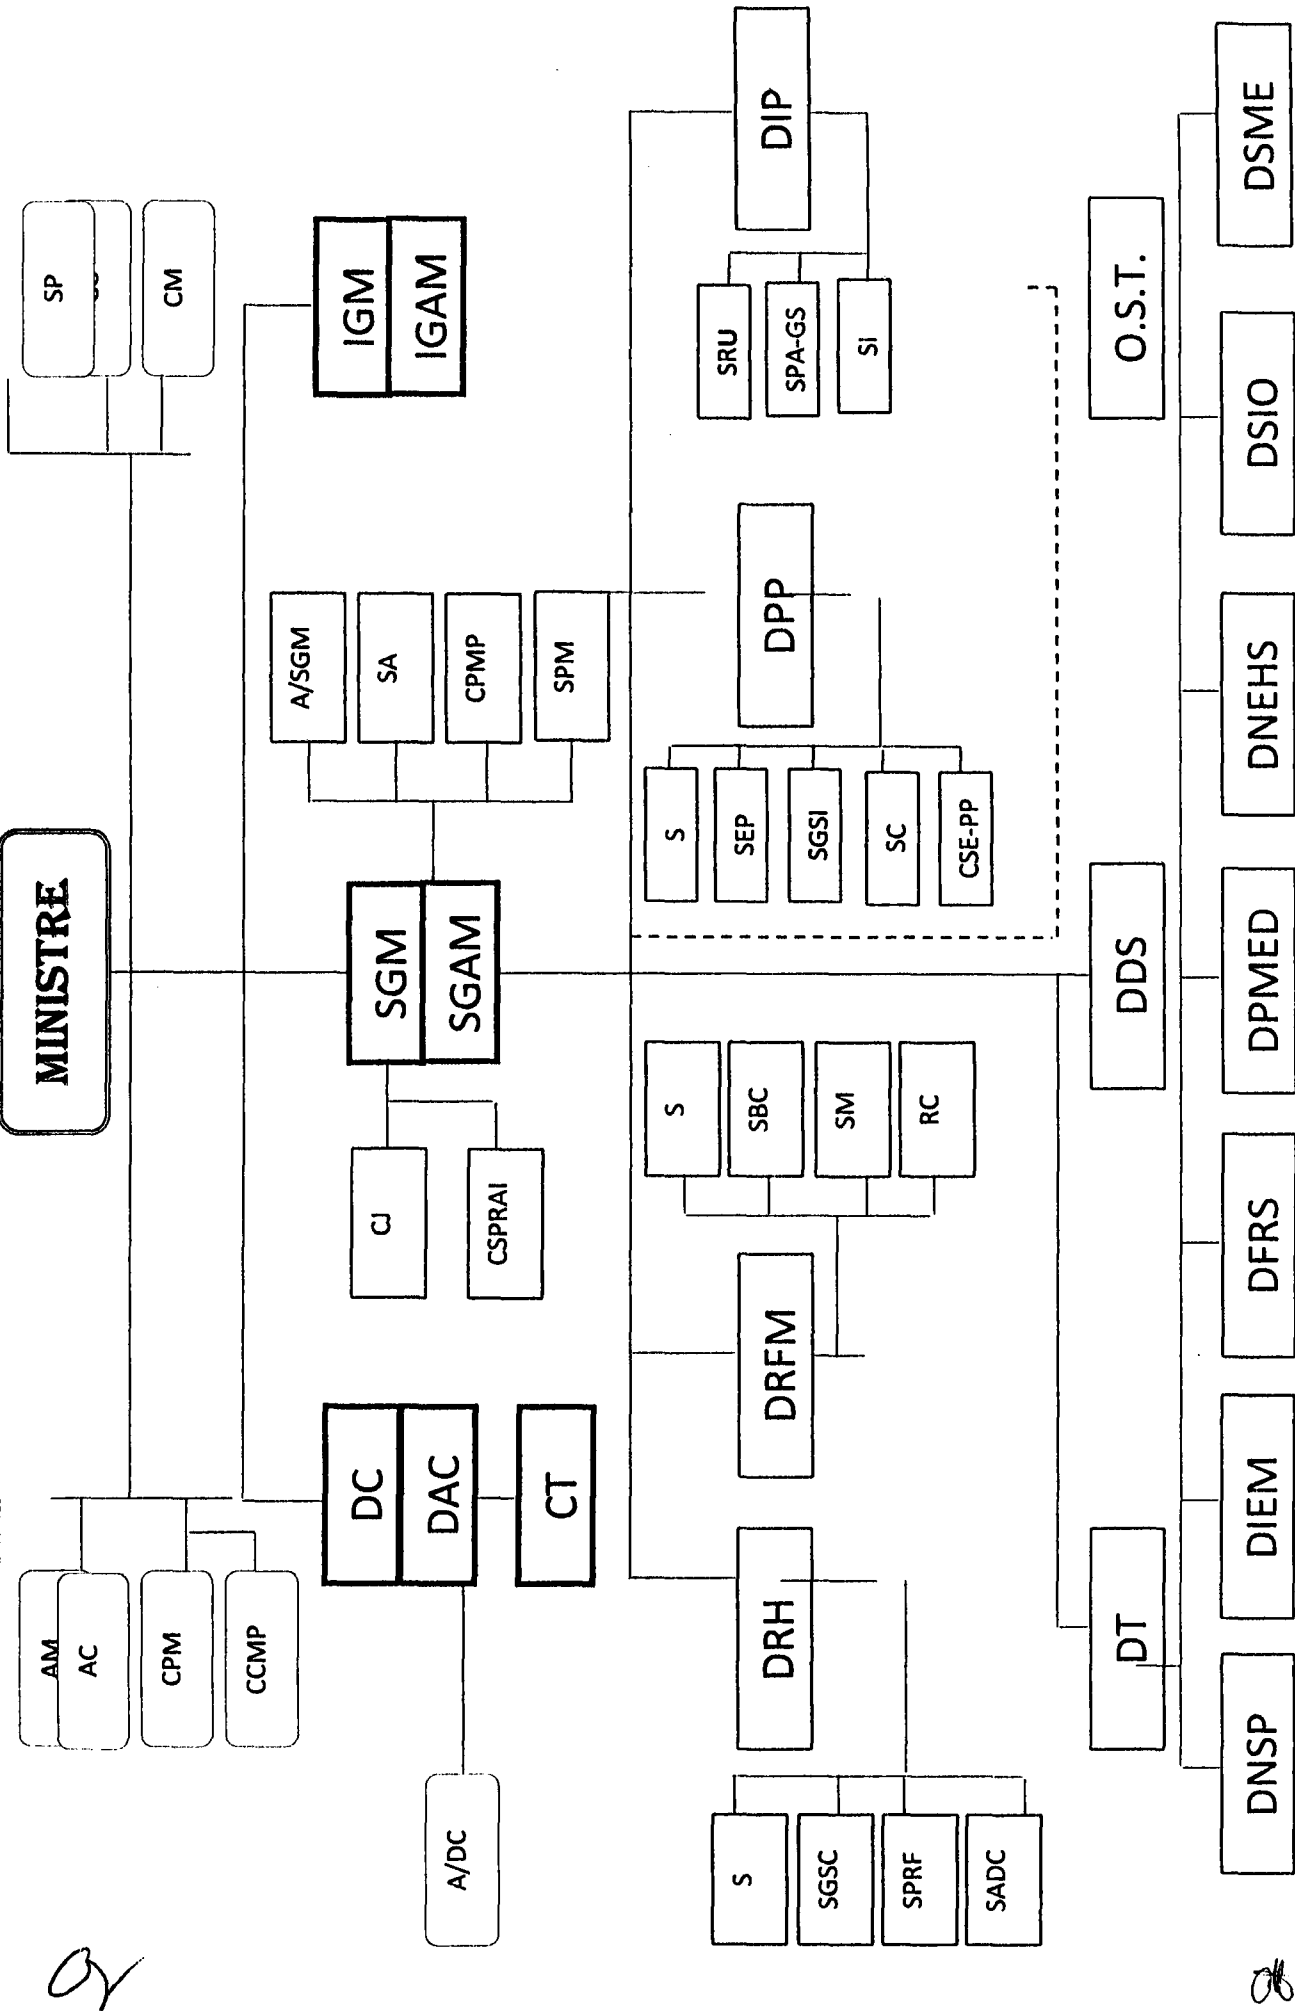 MINISTRE
AM
AC
CPM
CCMP
SP
CM
DC
DAC
CT
A/DC
SGM
SGAM
CJ
CSPRAI
A/SGM
SA
CPMP
SPM
IGM
IGAM
DRH
S
SGSC
SPRF
SADC
DRFM
S
SBC
SM
RC
DPP
S
SEP
SGSI
SC
CSE-PP
DIP
SRU
SPA-GS
SI
DT
DDS
O.S.T.
DNSP
DIEM
DFRS
DPMED
DNEHS
DSIO
DSME